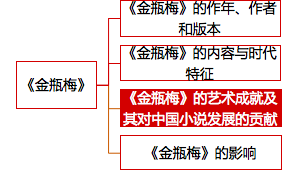 《金瓶梅》的作年、作者
和版本
《金瓶梅》的内容与时代
特征
《金瓶梅》
《金瓶梅》的艺术成就及
其对中国小说发展的贡献
《金瓶梅》的影响